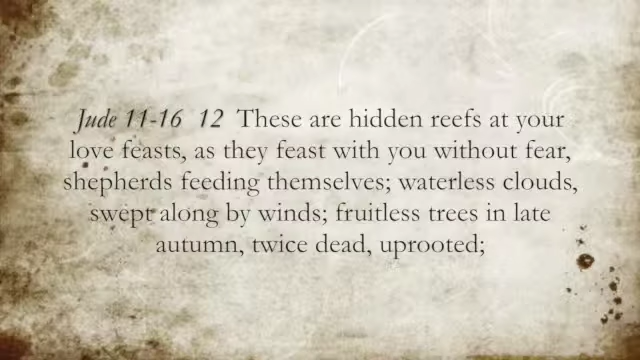 Jude 11-16 12 These are hidden reefs at your
love feasts, as they feast with you without fear,
shepherds feeding themselves; waterless clouds,
swept along by winds; fruitless trees in late
autumn, twice dead, uprooted;